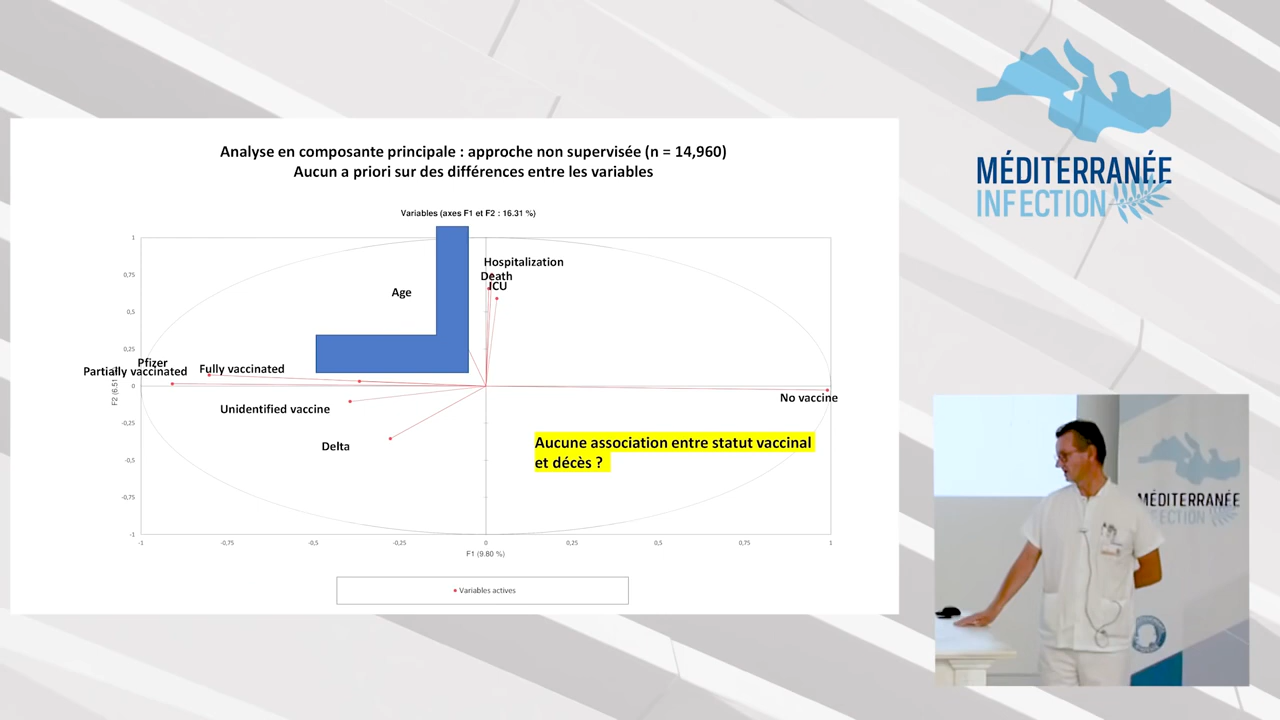 Analyse en composante principale : approche non supervisée (n = 14,960)
Aucun a priori sur des différences entre les variables
Variables (axes F1 et F2 : 16.31 %)
1
0,75
0,5
0,25
0
-0,25
-0,5
-0,75
-1
F2 (6.51
Hospitalization
Death
ICU
Age
Pfizer
Partially vaccinated
Fully vaccinated
Unidentified vaccine
Delta
No vaccine
Aucune association entre statut vaccinal
et décès ?
-1
-0,75
-0,5
-0,25
0
0,25
0,5
0,75
1
F1 (9.80 %)
Variables actives
MÉDITERRANÉE
INFECTION
MÉDITERRANÉE
INFECTION